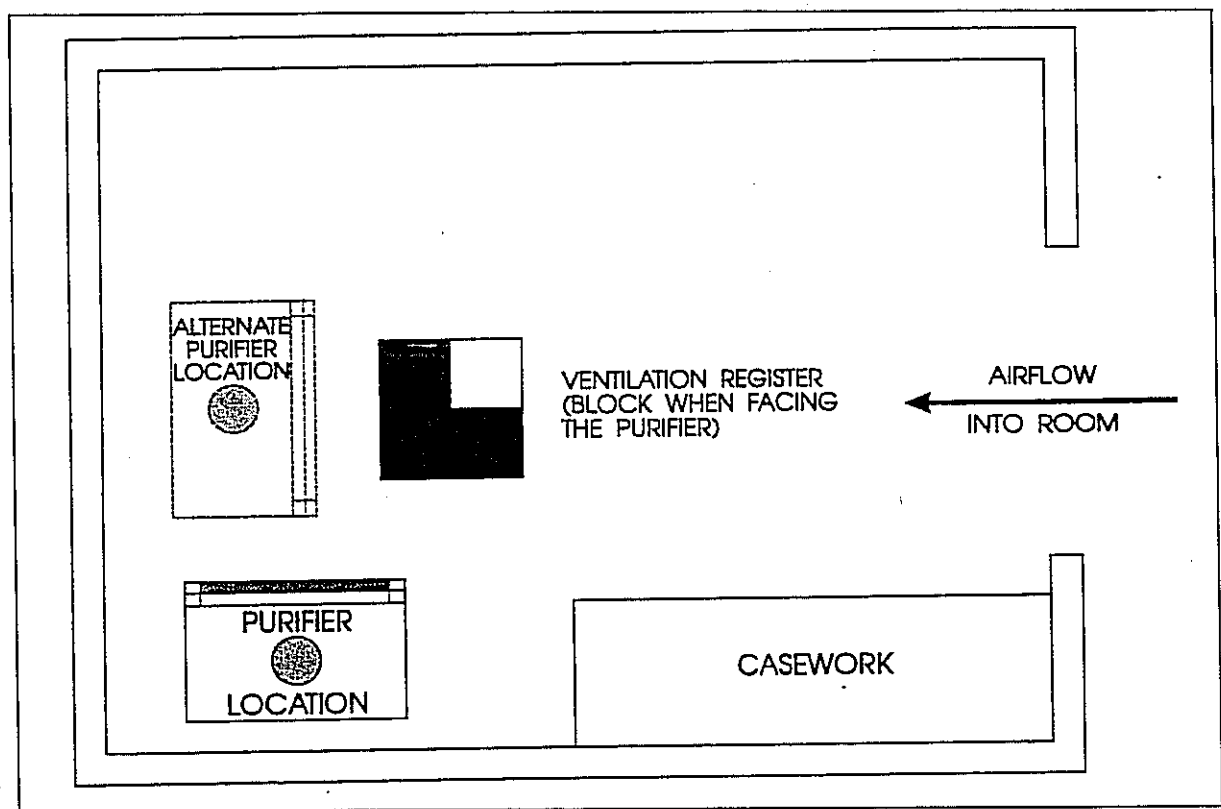 ALTERNATE
PURIFIER
LOCATION
VENTILATION REGISTER
(BLOCK WHEN FACING
THE PURIFIER)
AIRFLOW
INTO ROOM
PURIFIER
LOCATION
CASEWORK